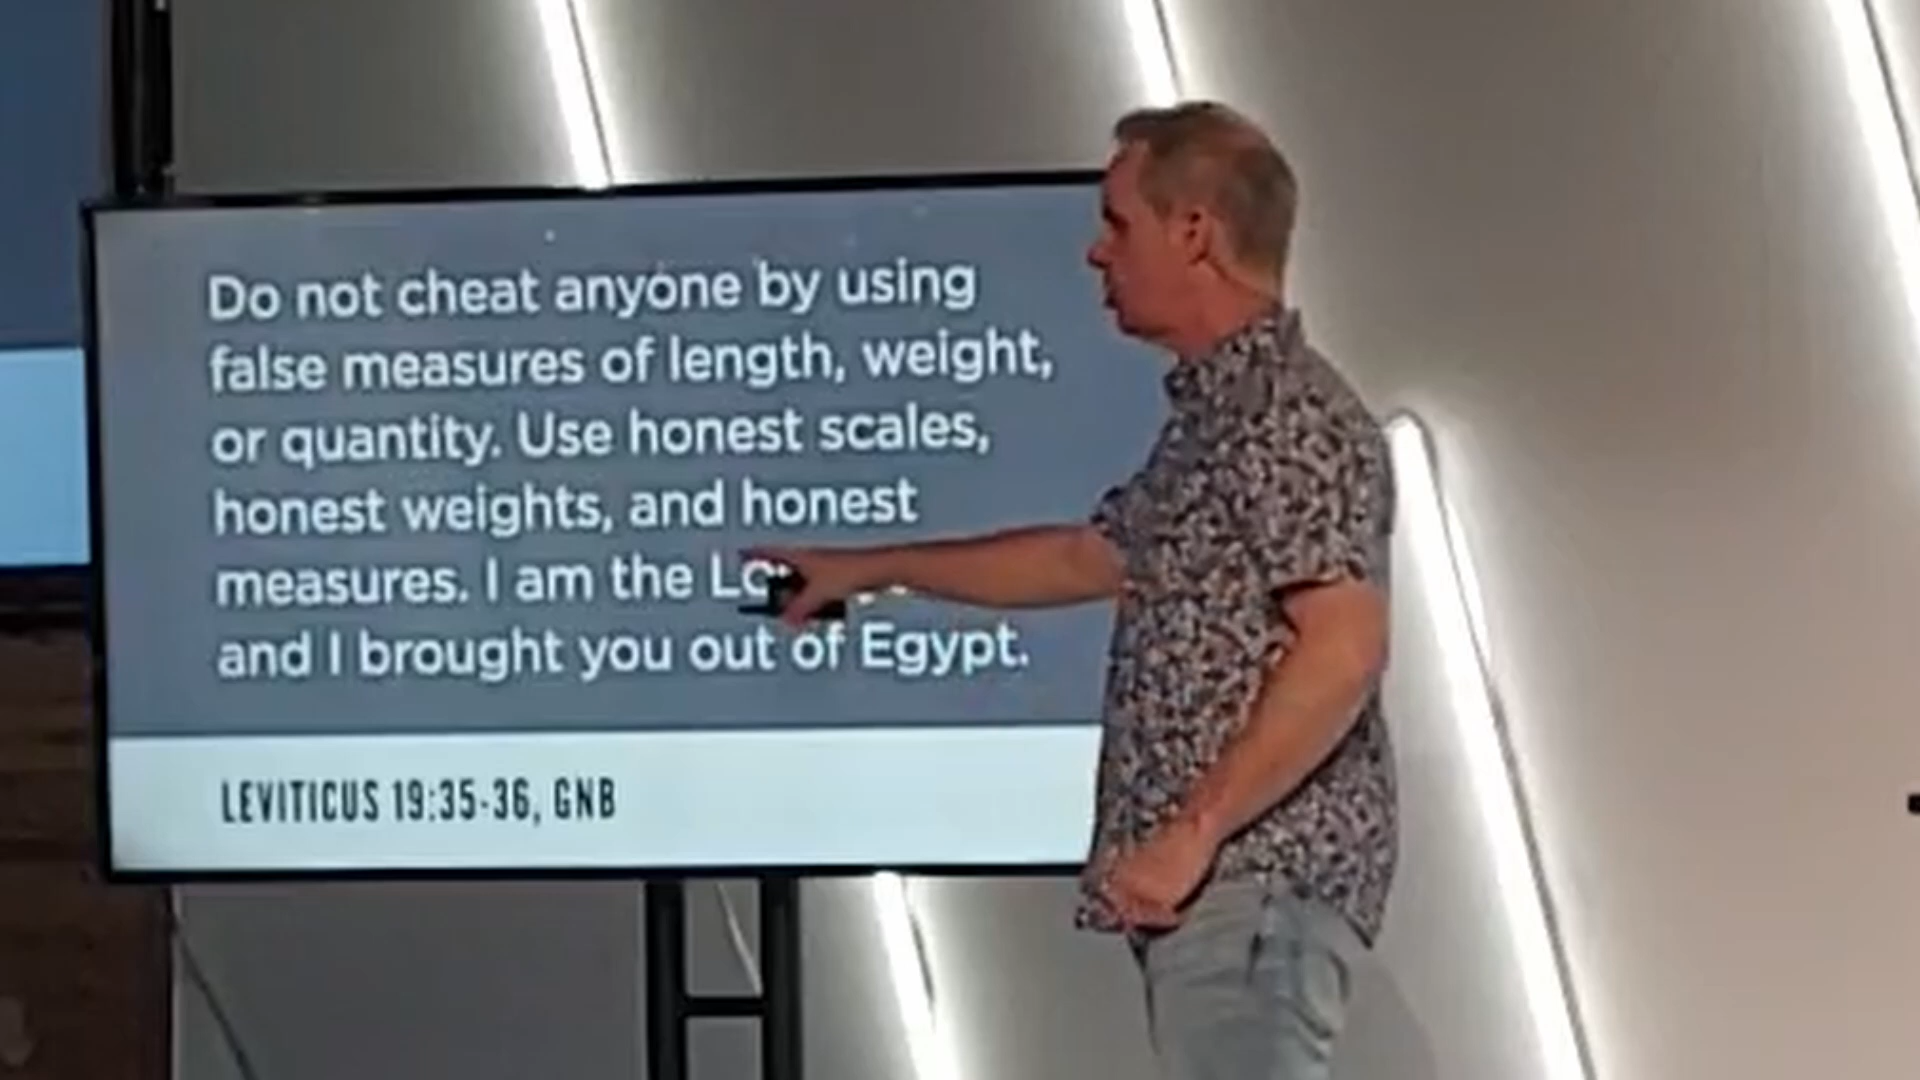 Do not cheat anyone by using
false measures of length, weight,
or quantity. Use honest scales,
honest weights, and honest
measures. I am the
and I brought you out of Egypt.
LEVITICUS 19:35-36, GNB